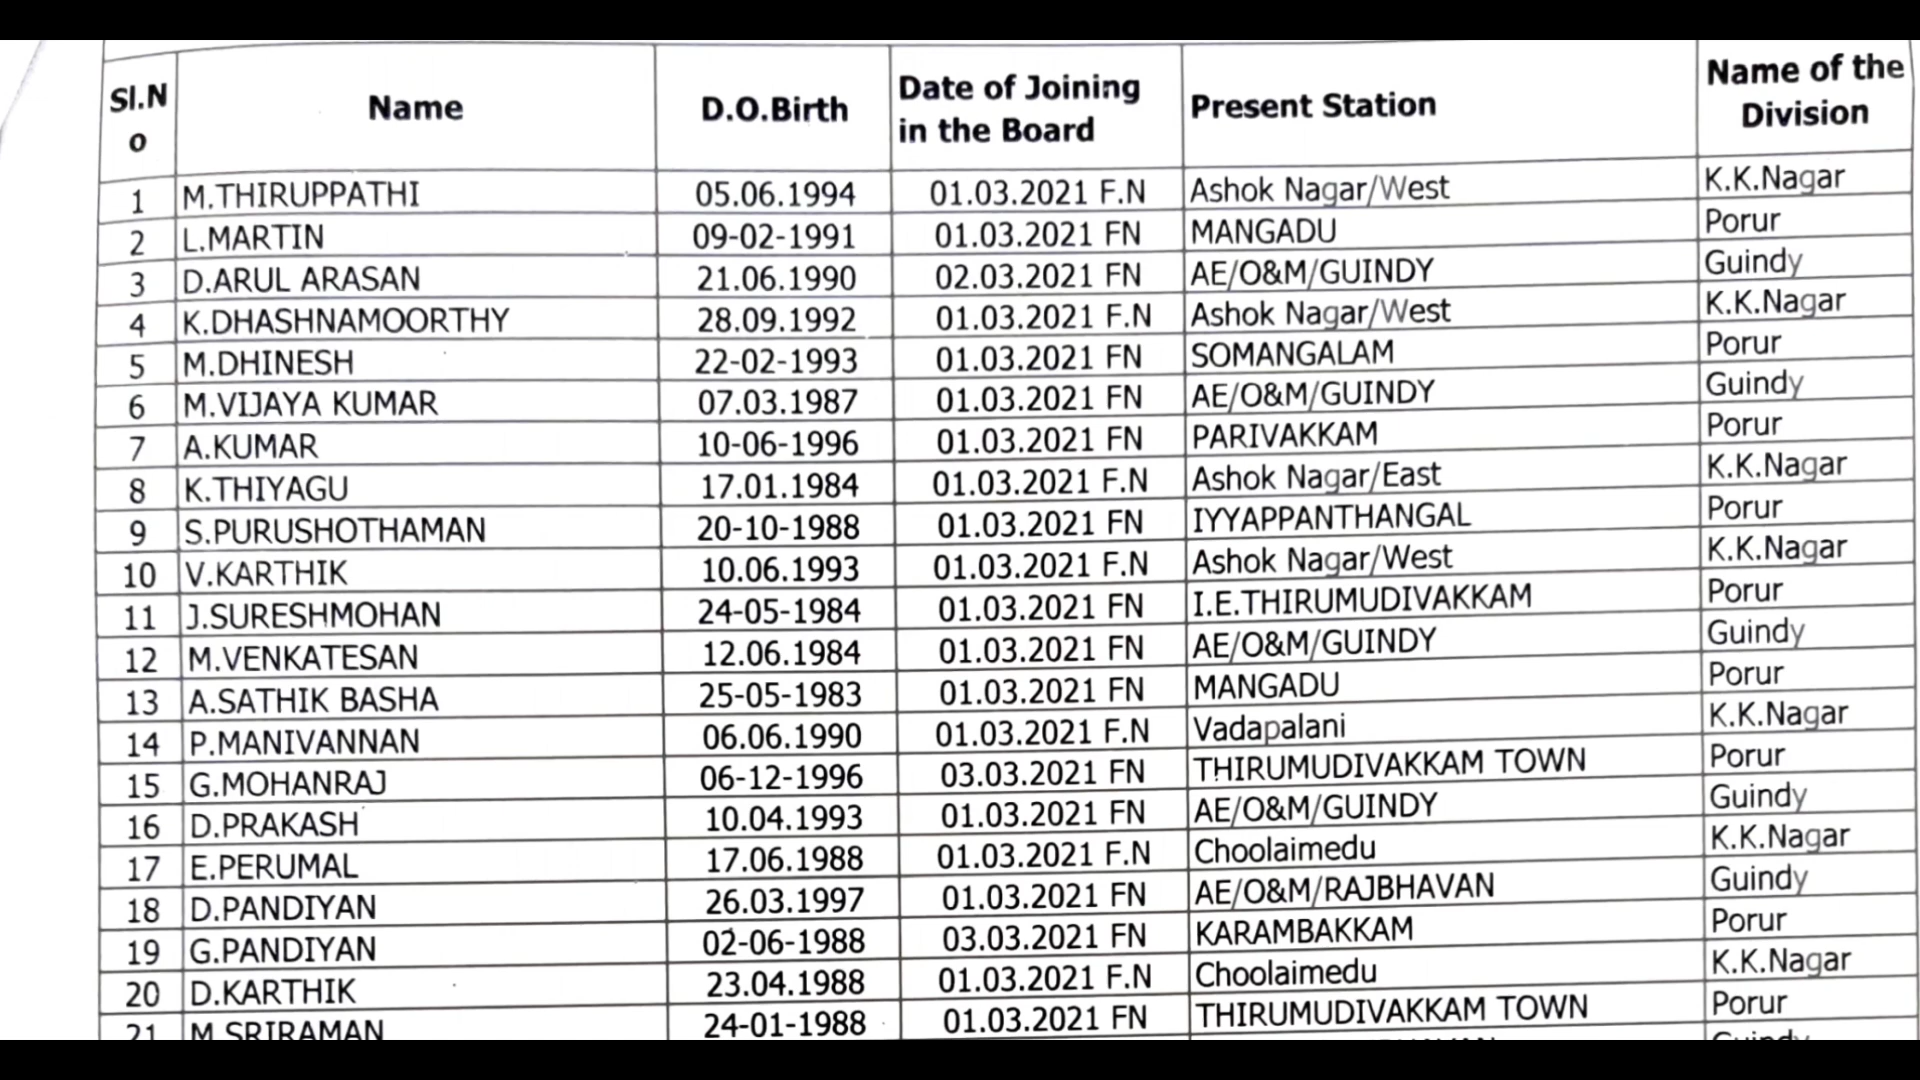 Sl.N
o Name D.O.Birth Date of Joining
in the Board Present Station Name of the
Division
1 M.THIRUPPATHI 05.06.1994 01.03.2021 F.N Ashok Nagar/West K.K.Nagar
2 L.MARTIN 09-02-1991 01.03.2021 FN MANGADU Porur
3 D.ARUL ARASAN 21.06.1990 02.03.2021 FN AE/O&M/GUINDY Guindy
4 K.DHASHNAMOORTHY 28.09.1992 01.03.2021 F.N Ashok Nagar/West K.K.Nagar
5 M.DHINESH 22-02-1993 01.03.2021 FN SOMANGALAM Porur
6 M.VIJAYA KUMAR 07.03.1987 01.03.2021 FN AE/O&M/GUINDY Guindy
7 A.KUMAR 10-06-1996 01.03.2021 FN PARIVAKKAM Porur
8 K.THIYAGU 17.01.1984 01.03.2021 F.N Ashok Nagar/East K.K.Nagar
9 S.PURUSHOTHAMAN 20-10-1988 01.03.2021 FN IYYAPPANTHANGAL Porur
10 V.KARTHIK 10.06.1993 01.03.2021 F.N Ashok Nagar/West K.K.Nagar
11 J.SURESHMOHAN 24-05-1984 01.03.2021 FN I.E.THIRUMUDIVAKKAM Porur
12 M.VENKATESAN 12.06.1984 01.03.2021 FN AE/O&M/GUINDY Guindy
13 A.SATHIK BASHA 25-05-1983 01.03.2021 FN MANGADU Porur
14 P.MANIVANNAN 06.06.1990 01.03.2021 F.N Vadapalani K.K.Nagar
15 G.MOHANRAJ 06-12-1996 03.03.2021 FN THIRUMUDIVAKKAM TOWN Porur
16 D.PRAKASH 10.04.1993 01.03.2021 FN AE/O&M/GUINDY Guindy
17 E.PERUMAL 17.06.1988 01.03.2021 F.N Choolaimedu K.K.Nagar
18 D.PANDIYAN 26.03.1997 01.03.2021 FN AE/O&M/RAJBHAVAN Guindy
19 G.PANDIYAN 02-06-1988 03.03.2021 FN KARAMBAKKAM Porur
20 D.KARTHIK 23.04.1988 01.03.2021 F.N Choolaimedu K.K.Nagar
21 M.SRIRAMAN 24-01-1988 01.03.2021 FN THIRUMUDIVAKKAM TOWN Porur
Guindy